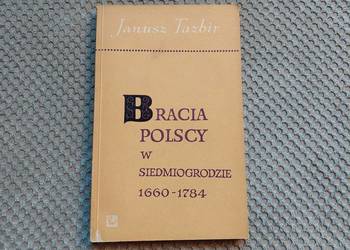 Janusz Tazbir
BRACIA
POLSCY
W
SIEDMIOGRODZIE
1660-1784